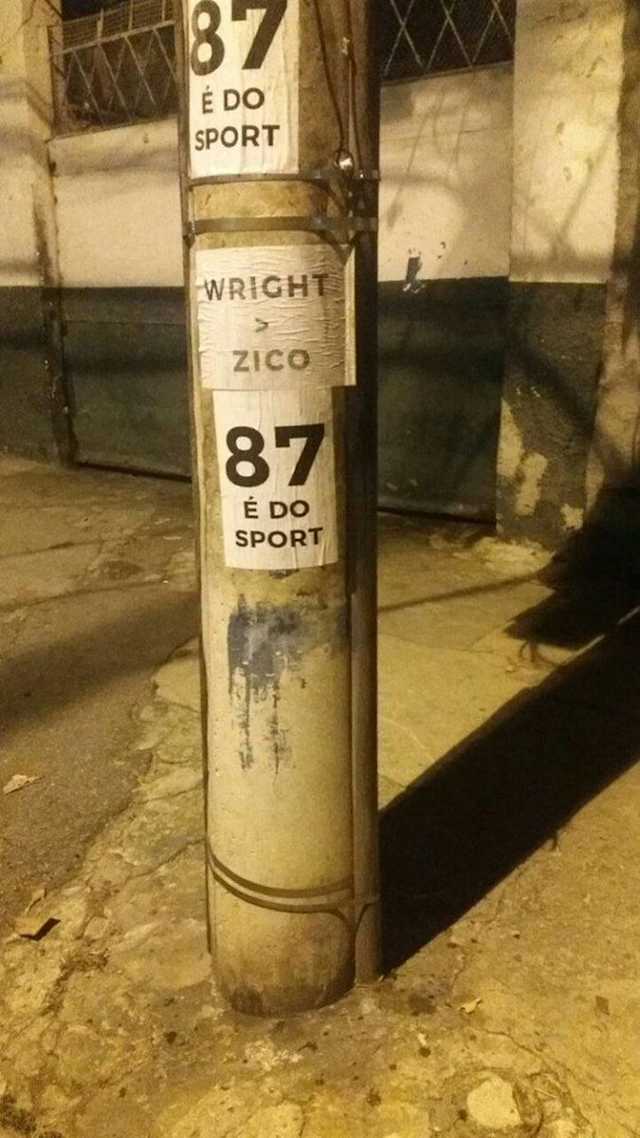 87
É DO
SPORT
WRIGHT
>
ZICO
87
É DO
SPORT